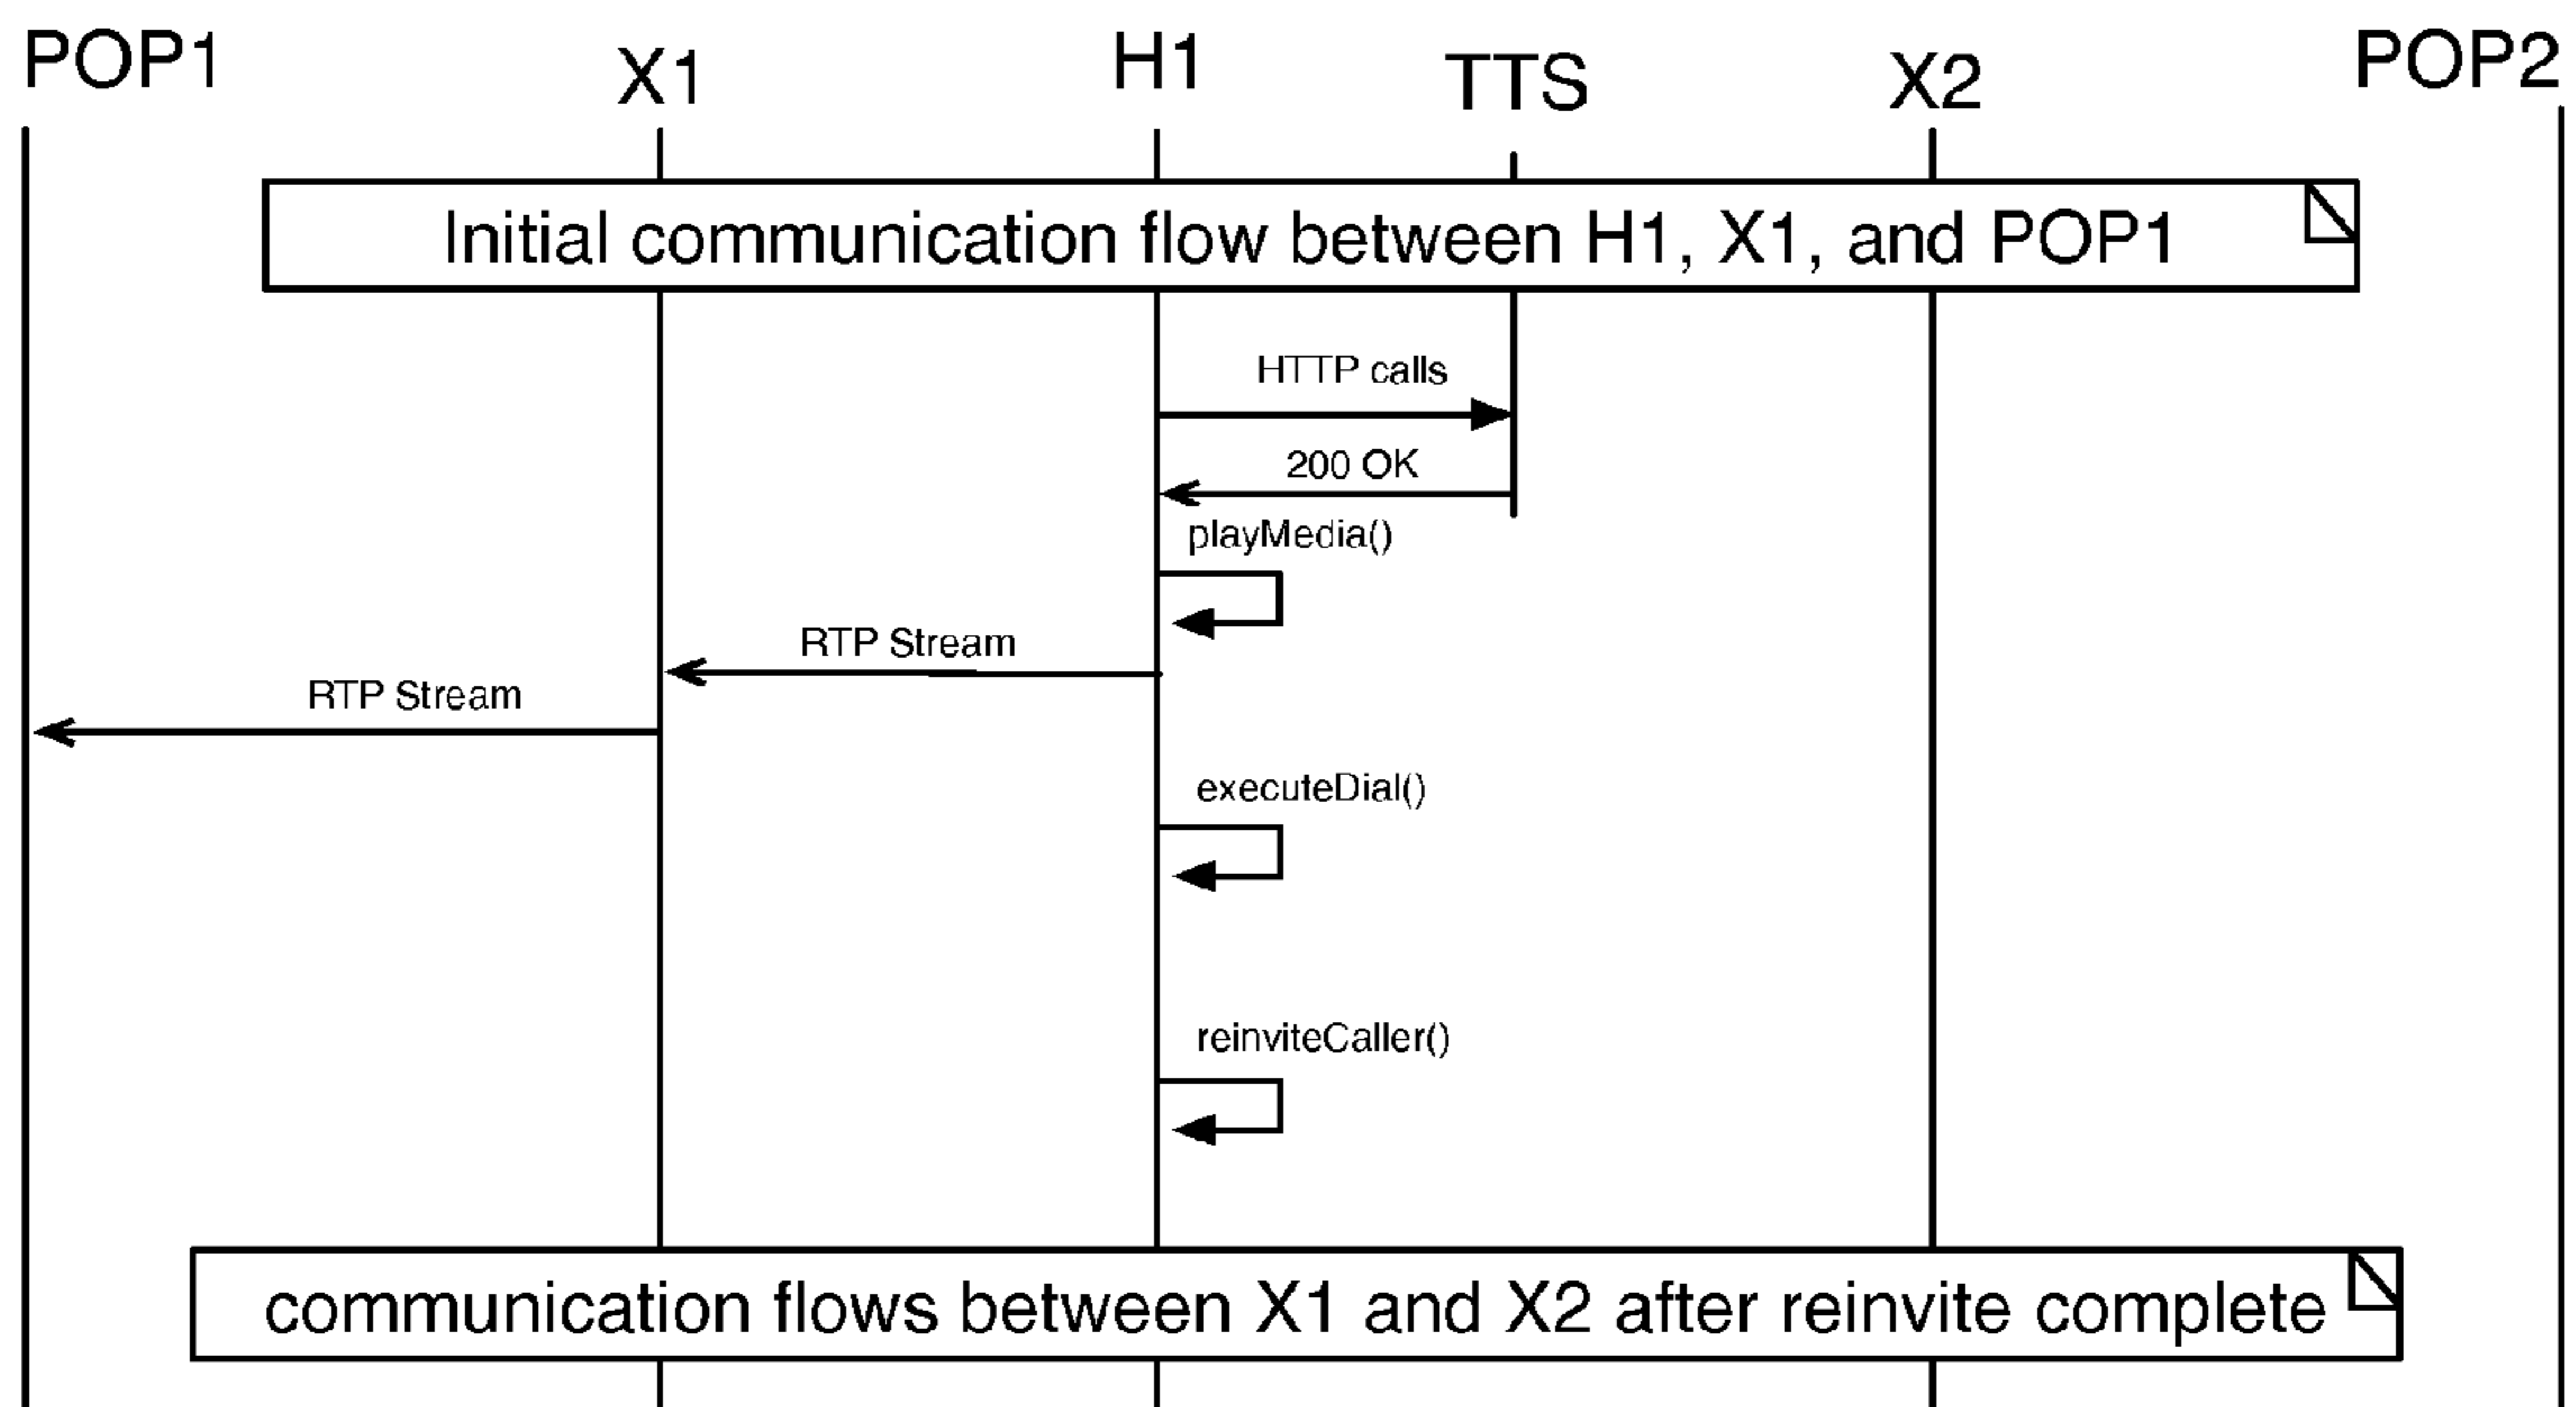 POP1
X1
H1
TTS
X2
POP2
Initial communication flow between H1, X1, and POP1
HTTP calls
200 OK
playMedia()
RTP Stream
RTP Stream
executeDial()
reinviteCaller()
communication flows between X1 and X2 after reinvite complete